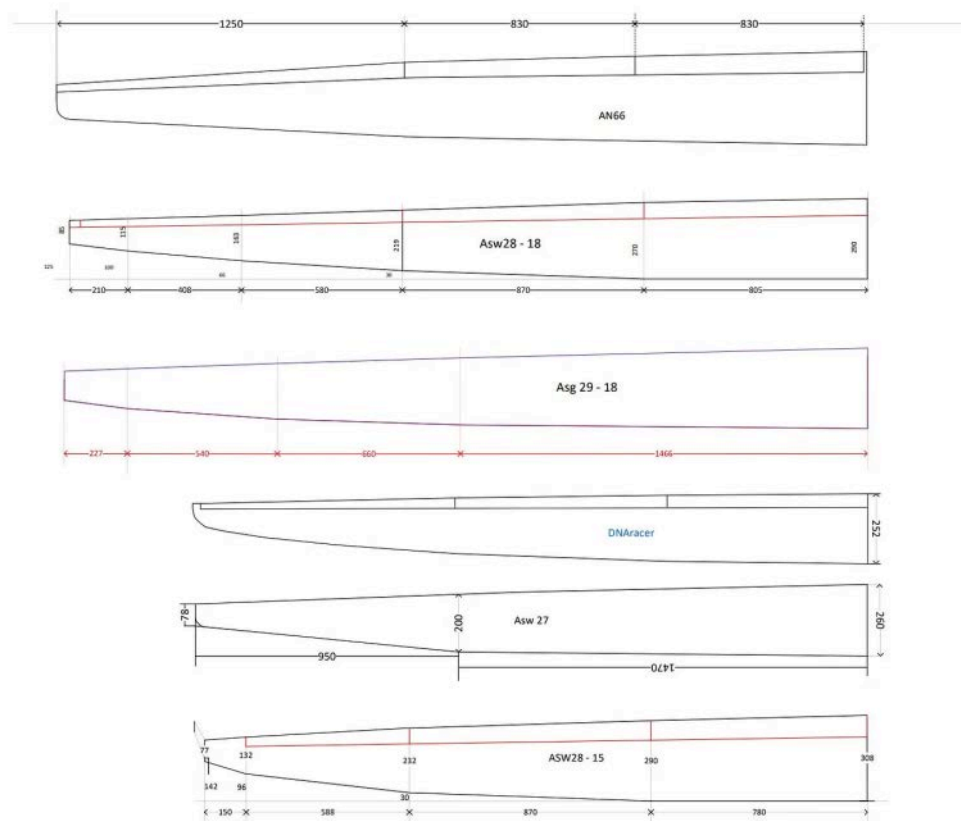 1250 830 830
AN66
85 115 163 219 270 290
Asw28 - 18
125 100 66 30
210 408 580 870 805
Asg 29 - 18
227 540 660 1466
DNAracer
252
78 200 260
Asw 27
950 1470
77 132 232 290 308
ASW28 - 15
142 96 30
150 588 870 780